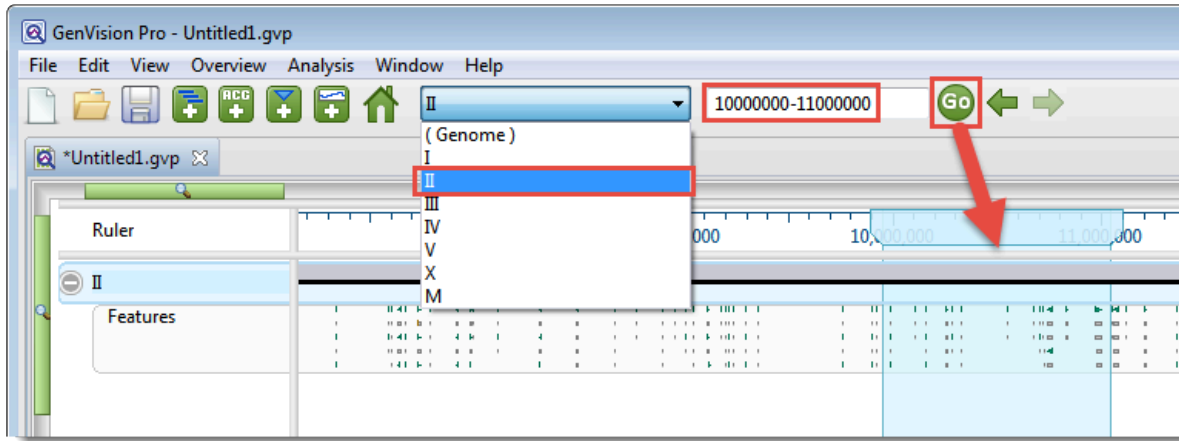 GenVision Pro - Untitled1.gvp
File Edit View Overview Analysis Window Help
ACG
II
10000000-11000000
Go
*Untitled1.gvp
( Genome )
I
II
III
IV
V
X
M
Ruler
000
10,000,000
11,000,000
II
Features